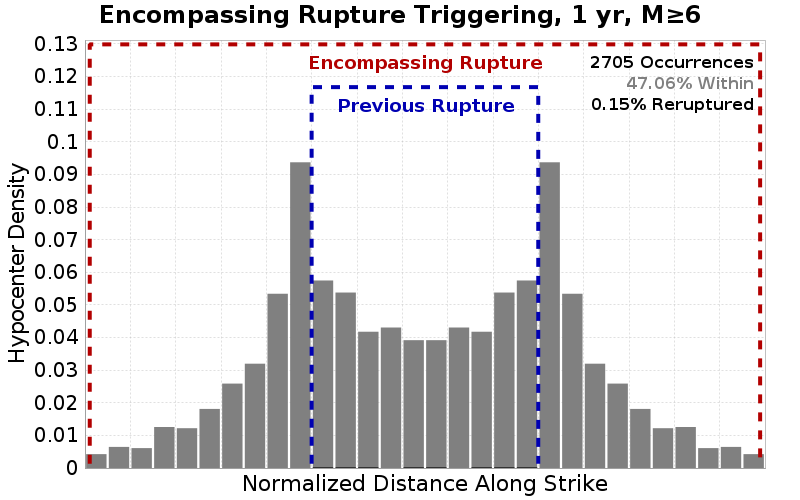 Encompassing Rupture Triggering, 1 yr, M≥6
Encompassing Rupture
Previous Rupture
2705 Occurrences
47.06% Within
0.15% Reruptured
Hypocenter Density
0.13
0.12
0.11
0.1
0.09
0.08
0.07
0.06
0.05
0.04
0.03
0.02
0.01
0
Normalized Distance Along Strike